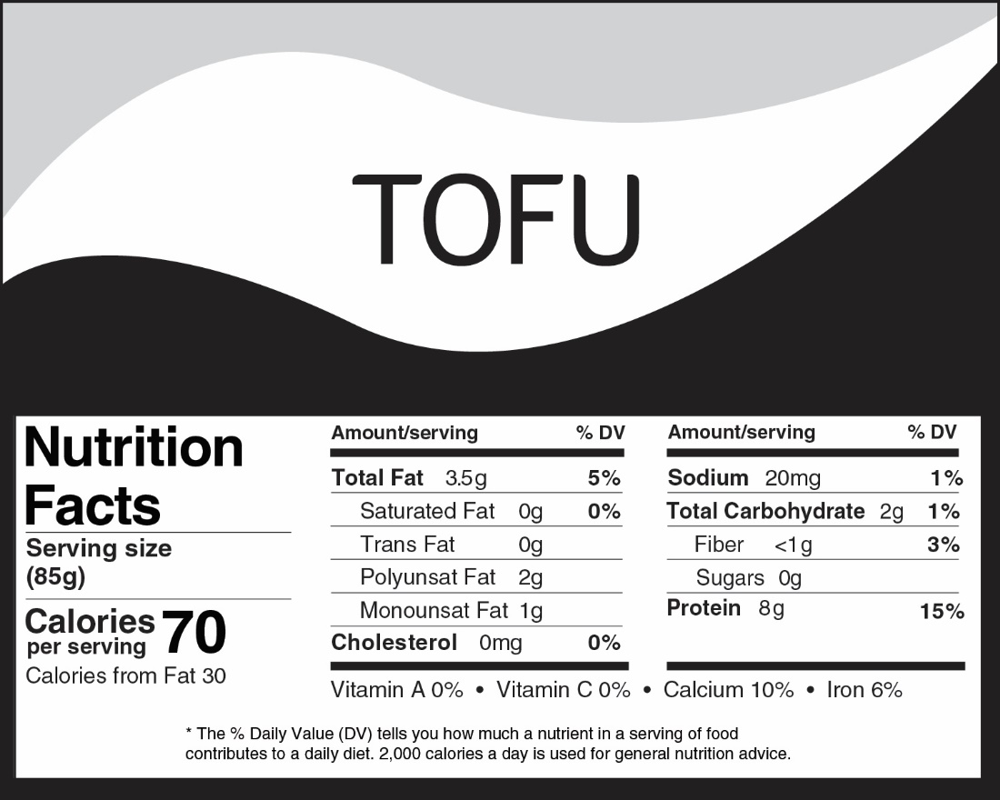 TOFU
Nutrition
Facts
Serving size
(85g)
Calories 70
per serving
Calories from Fat 30
Amount/serving % DV
Total Fat 3.5g 5%
Saturated Fat 0g 0%
Trans Fat 0g
Polyunsat Fat 2g
Monounsat Fat 1g
Cholesterol 0mg 0%
Amount/serving % DV
Sodium 20mg 1%
Total Carbohydrate 2g 1%
Fiber <1g 3%
Sugars 0g
Protein 8g 15%
Vitamin A 0% • Vitamin C 0% • Calcium 10% • Iron 6%
* The % Daily Value (DV) tells you how much a nutrient in a serving of food
contributes to a daily diet. 2,000 calories a day is used for general nutrition advice.